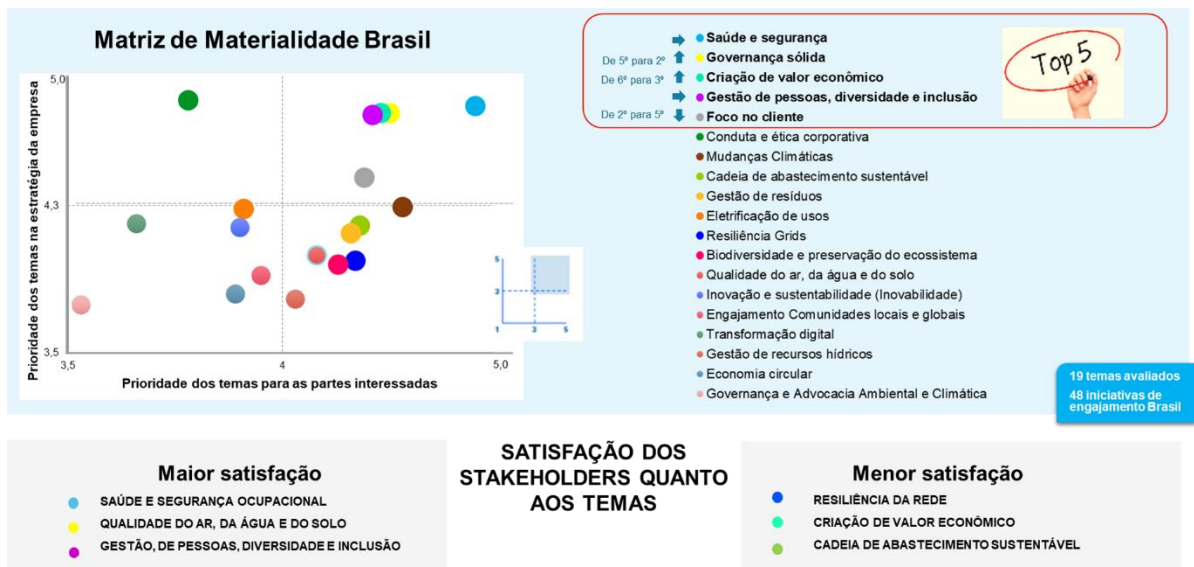 Matriz de Materialidade Brasil
Prioridade dos temas na estratégia da empresa
5,0
4,3
3,5
3,5
4
5,0
Prioridade dos temas para as partes interessadas
5
3
1
3
5
Saúde e segurança
De 5º para 2º
Governança sólida
De 6º para 3º
Criação de valor econômico
Gestão de pessoas, diversidade e inclusão
De 2º para 5º
Foco no cliente
Top 5
Conduta e ética corporativa
Mudanças Climáticas
Cadeia de abastecimento sustentável
Gestão de resíduos
Eletrificação de usos
Resiliência Grids
Biodiversidade e preservação do ecossistema
Qualidade do ar, da água e do solo
Inovação e sustentabilidade (Inovabilidade)
Engajamento Comunidades locais e globais
Transformação digital
Gestão de recursos hídricos
Economia circular
Governança e Advocacia Ambiental e Climática
19 temas avaliados
48 iniciativas de
engajamento Brasil
Maior satisfação
SAÚDE E SEGURANÇA OCUPACIONAL
QUALIDADE DO AR, DA ÁGUA E DO SOLO
GESTÃO, DE PESSOAS, DIVERSIDADE E INCLUSÃO
SATISFAÇÃO DOS
STAKEHOLDERS QUANTO
AOS TEMAS
Menor satisfação
RESILIÊNCIA DA REDE
CRIAÇÃO DE VALOR ECONÔMICO
CADEIA DE ABASTECIMENTO SUSTENTÁVEL